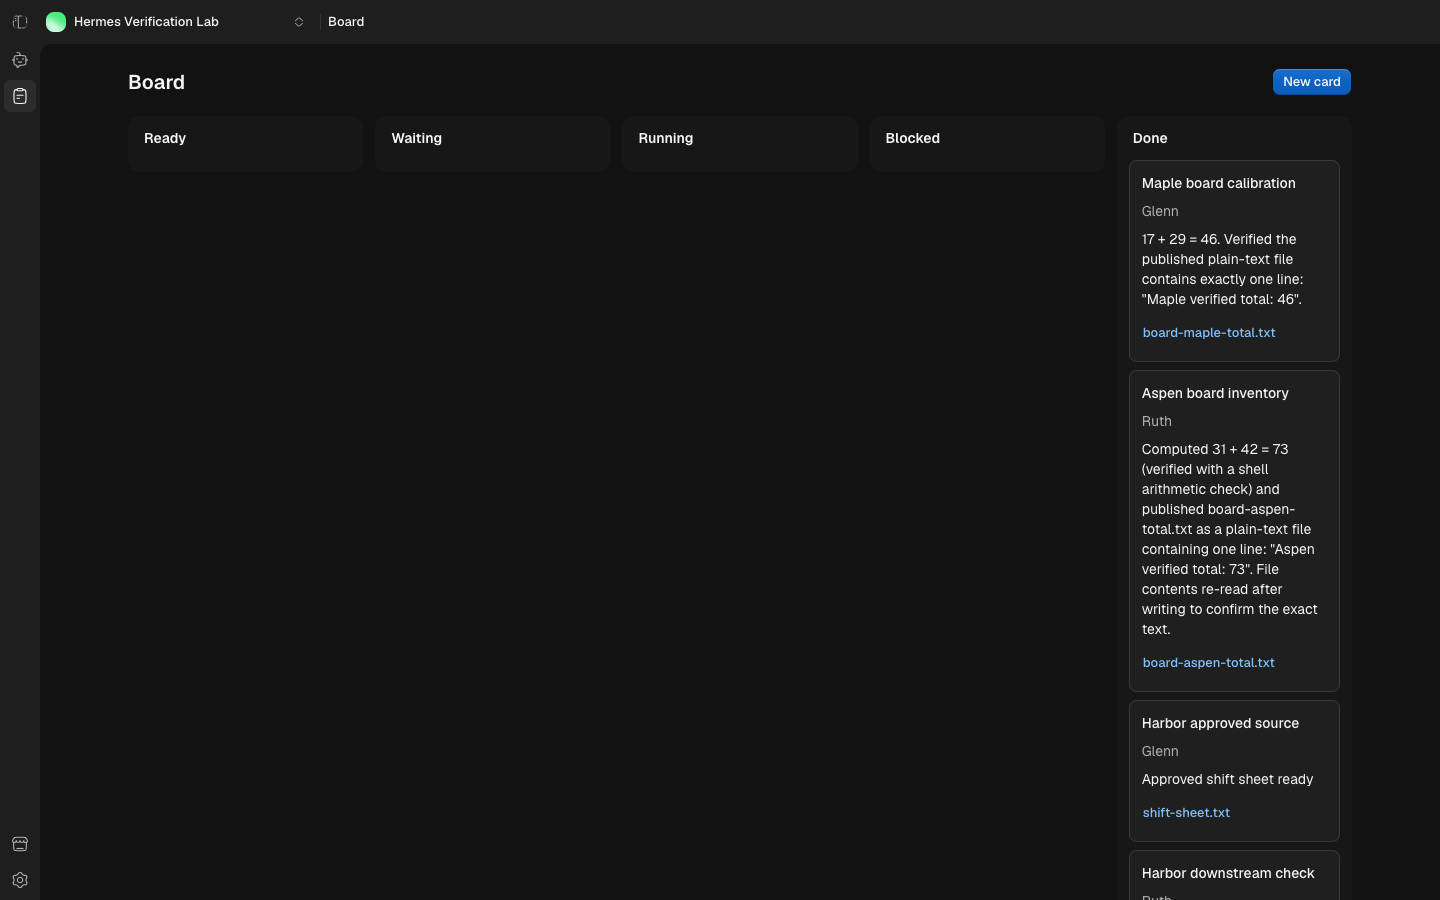 Hermes Verification Lab
Board
Board
New card
Ready
Waiting
Running
Blocked
Done
Maple board calibration
Glenn
17 + 29 = 46. Verified the
published plain-text file
contains exactly one line:
"Maple verified total: 46".
board-maple-total.txt
Aspen board inventory
Ruth
Computed 31 + 42 = 73
(verified with a shell
arithmetic check) and
published board-aspen-
total.txt as a plain-text file
containing one line: "Aspen
verified total: 73". File
contents re-read after
writing to confirm the exact
text.
board-aspen-total.txt
Harbor approved source
Glenn
Approved shift sheet ready
shift-sheet.txt
Harbor downstream check
Ruth